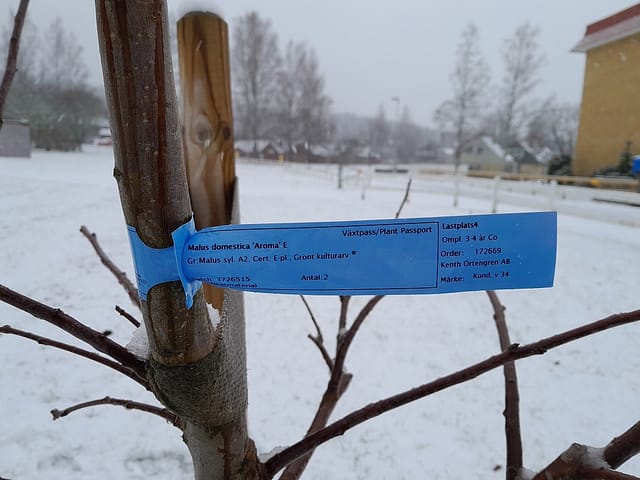 Växtpass/Plant Passport
Malus domestica 'Aroma' E
Gr:Malus syl. A2, Cert. E-pl., Grönt kulturarv ®
1726515
Antal:2
Lastplats4
Ompl 3-4 år Co
Order: 172669
Kenth Örtengren AB
Märke: Kund, v 34